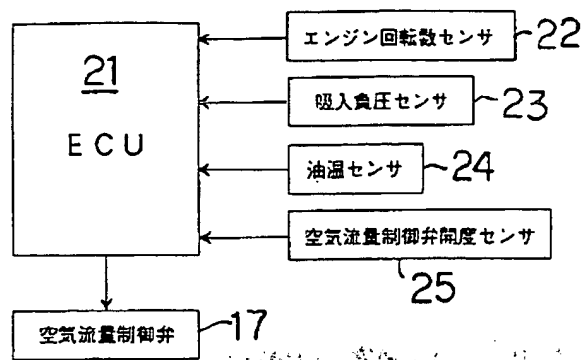 21
ECU
エンジン回転数センサ
22
吸入負圧センサ
23
油温センサ
24
空気流量制御弁開度センサ
25
空気流量制御弁
17